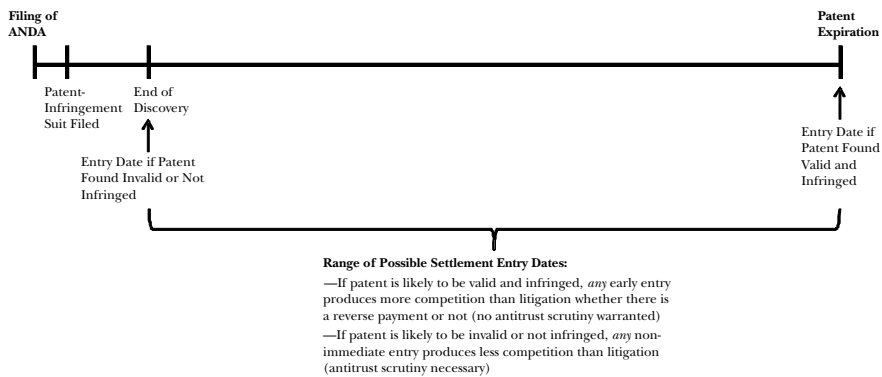 Filing of
ANDA
Patent
Expiration
Patent-
Infringement
Suit Filed
End of
Discovery
Entry Date if Patent
Found Invalid or Not
Infringed
Entry Date if
Patent Found
Valid and
Infringed
Range of Possible Settlement Entry Dates:
—If patent is likely to be valid and infringed, any early entry
produces more competition than litigation whether there is
a reverse payment or not (no antitrust scrutiny warranted)
—If patent is likely to be invalid or not infringed, any non-
immediate entry produces less competition than litigation
(antitrust scrutiny necessary)